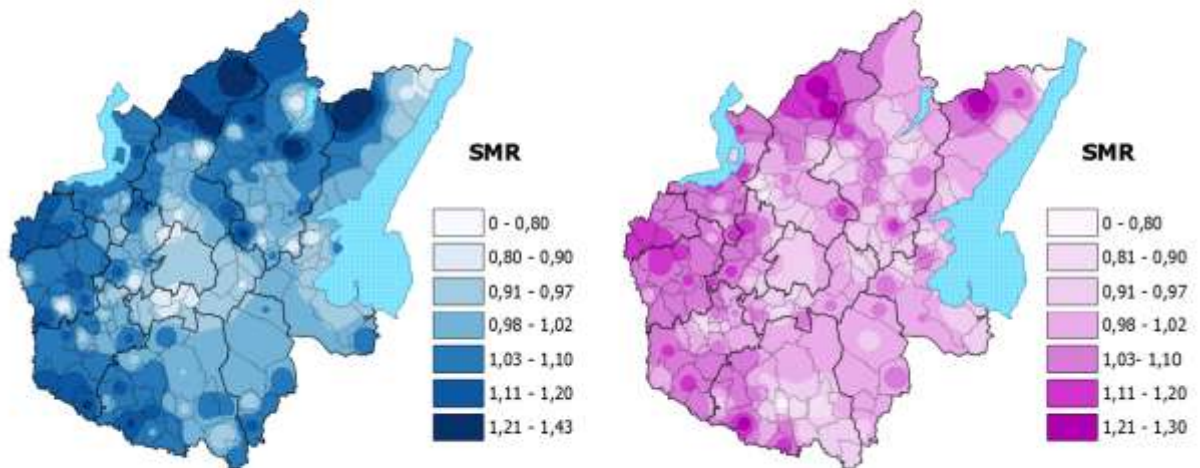 SMR
0 - 0,80
0,80 - 0,90
0,91 - 0,97
0,98 - 1,02
1,03 - 1,10
1,11 - 1,20
1,21 - 1,43
SMR
0 - 0,80
0,81 - 0,90
0,91 - 0,97
0,98 - 1,02
1,03- 1,10
1,11 - 1,20
1,21 - 1,30